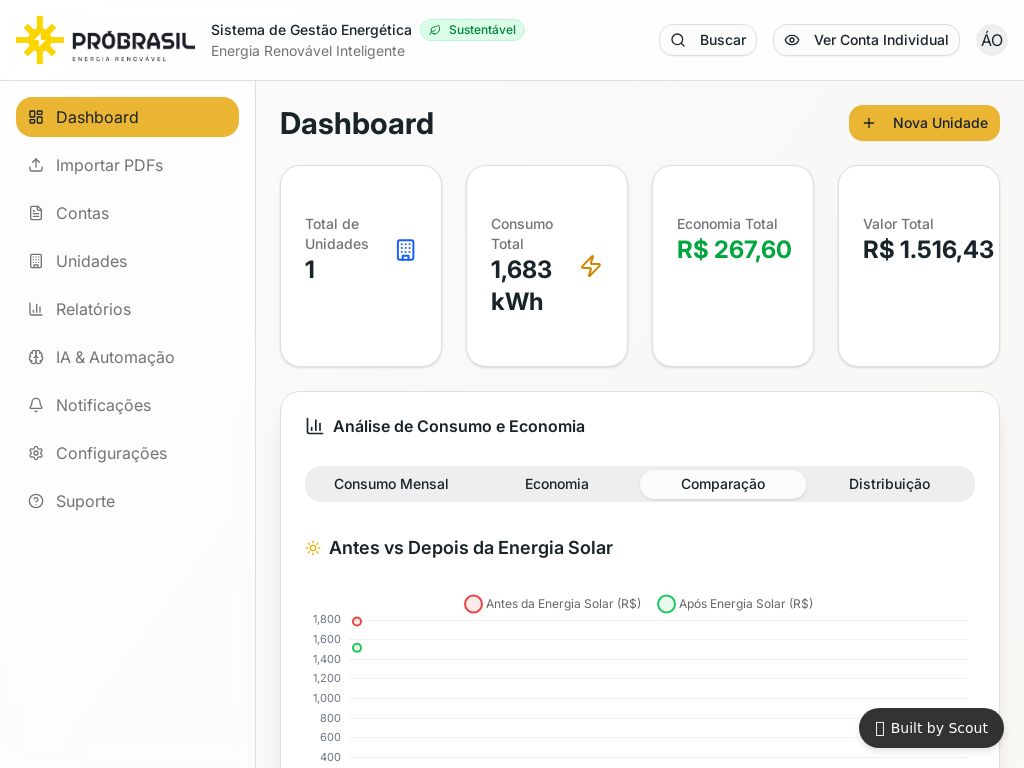 PRÓBRASIL
ENERGIA RENOVÁVEL
Sistema de Gestão Energética
Sustentável
Energia Renovável Inteligente
Buscar
Ver Conta Individual
ÁO
Dashboard
Importar PDFs
Contas
Unidades
Relatórios
IA & Automação
Notificações
Configurações
Suporte
Dashboard
Nova Unidade
Total de
Unidades
1
Consumo
Total
1,683
kWh
Economia Total
R$ 267,60
Valor Total
R$ 1.516,43
Análise de Consumo e Economia
Consumo Mensal
Economia
Comparação
Distribuição
Antes vs Depois da Energia Solar
Antes da Energia Solar (R$)
Após Energia Solar (R$)
1,800
1,600
1,400
1,200
1,000
800
600
400
Built by Scout